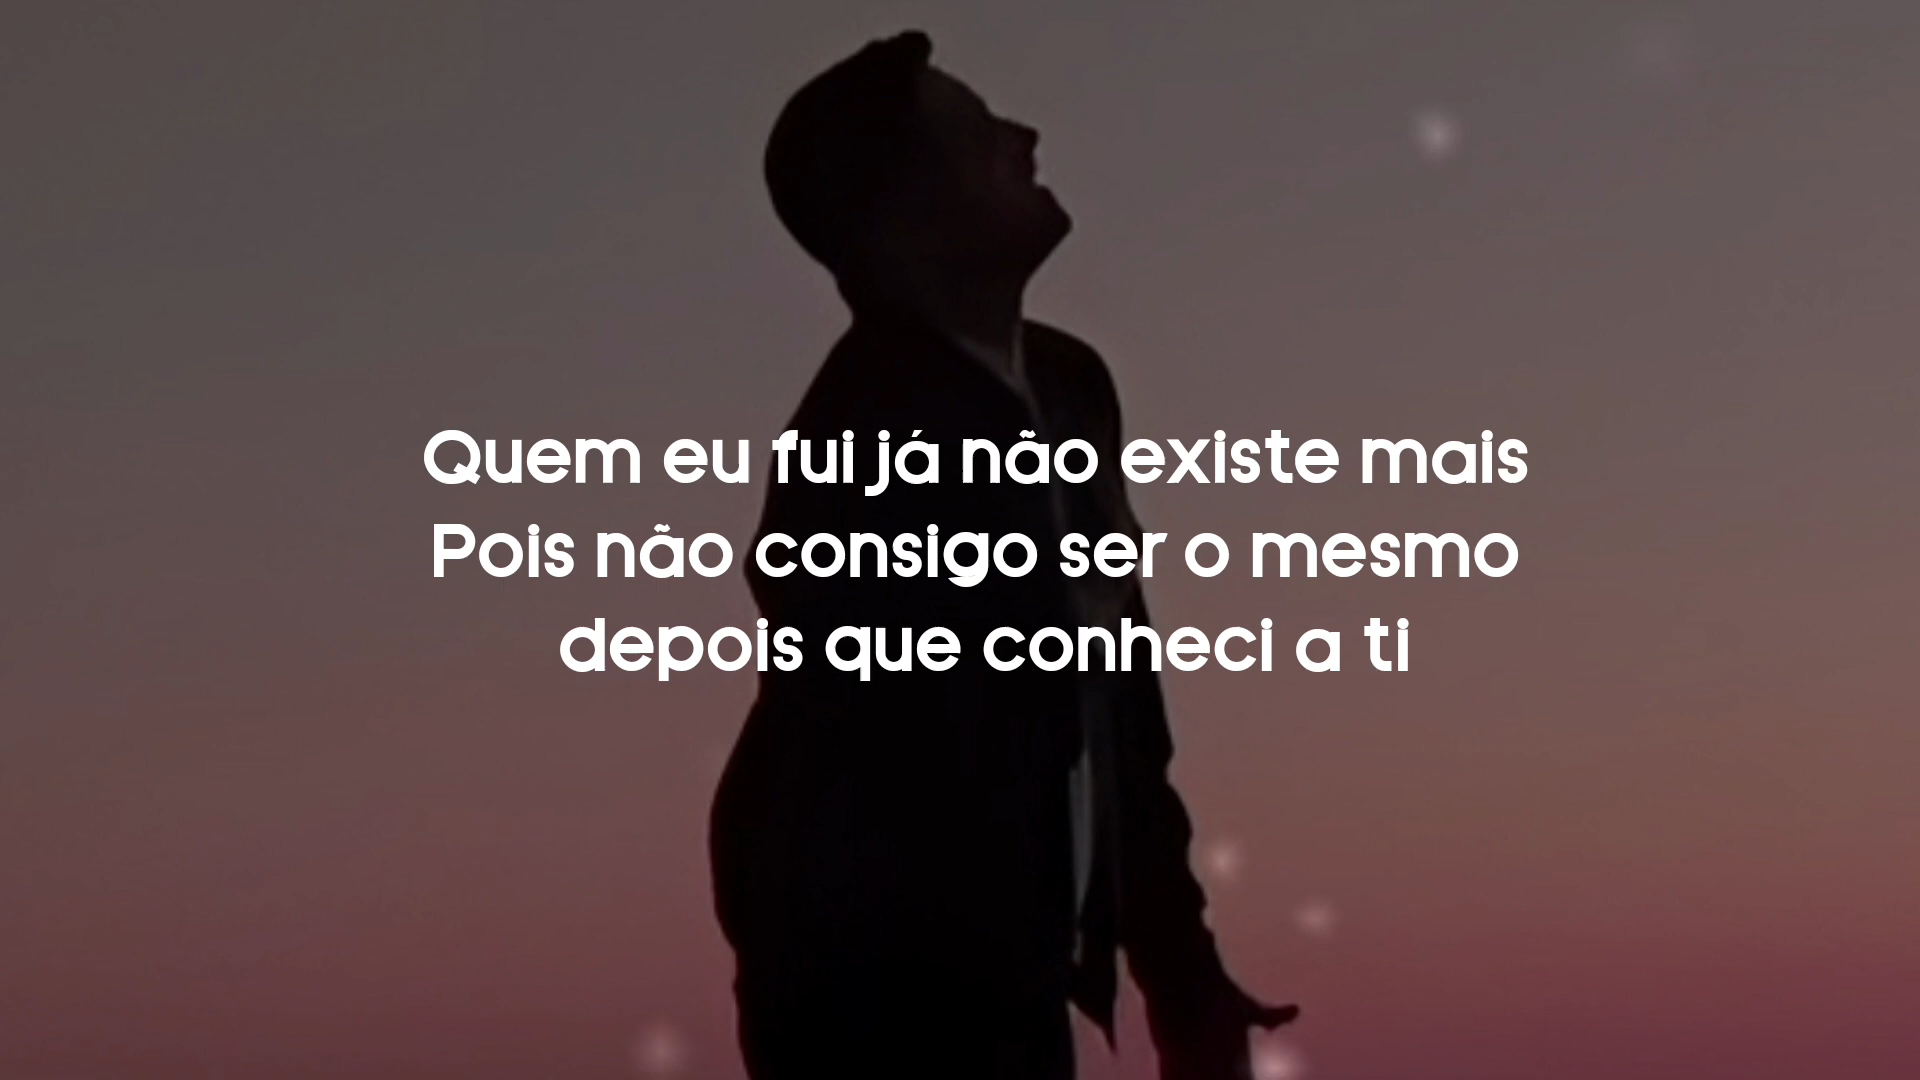 Quem eu fui já não existe mais
Pois não consigo ser o mesmo
depois que conheci a ti